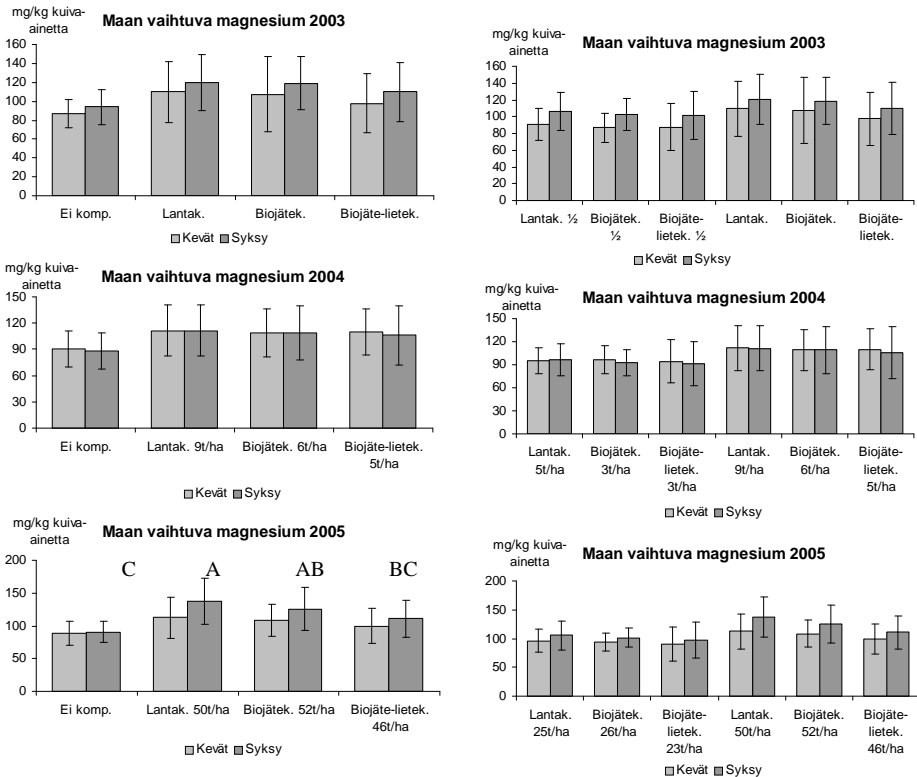 mg/kg kuiva-
ainetta
Maan vaihtuva magnesium 2003
160
140
120
100
80
60
40
20
0
Ei komp.
Lantak.
Biojätek.
Biojäte-lietek.
Kevät
Syksy
mg/kg kuiva-
ainetta
Maan vaihtuva magnesium 2003
160
140
120
100
80
60
40
20
0
Lantak. ½
Biojätek.
½
Biojäte-
lietek. ½
Lantak.
Biojätek.
Biojäte-
lietek.
Kevät
Syksy
mg/kg kuiva-
ainetta
Maan vaihtuva magnesium 2004
150
120
90
60
30
0
Ei komp.
Lantak. 9t/ha
Biojätek. 6t/ha
Biojäte-lietek.
5t/ha
Kevät
Syksy
mg/kg kuiva-
ainetta
Maan vaihtuva magnesium 2004
150
120
90
60
30
0
Lantak.
5t/ha
Biojätek.
3t/ha
Biojäte-
lietek.
3t/ha
Lantak.
9t/ha
Biojätek.
6t/ha
Biojäte-
lietek.
5t/ha
Kevät
Syksy
mg/kg kuiva-
ainetta
Maan vaihtuva magnesium 2005
200
150
100
50
0
C
A
AB
BC
Ei komp.
Lantak. 50t/ha
Biojätek. 52t/ha
Biojäte-lietek.
46t/ha
Kevät
Syksy
mg/kg kuiva-
ainetta
Maan vaihtuva magnesium 2005
200
150
100
50
0
Lantak.
25t/ha
Biojätek.
26t/ha
Biojäte-
lietek.
23t/ha
Lantak.
50t/ha
Biojätek.
52t/ha
Biojäte-
lietek.
46t/ha
Kevät
Syksy